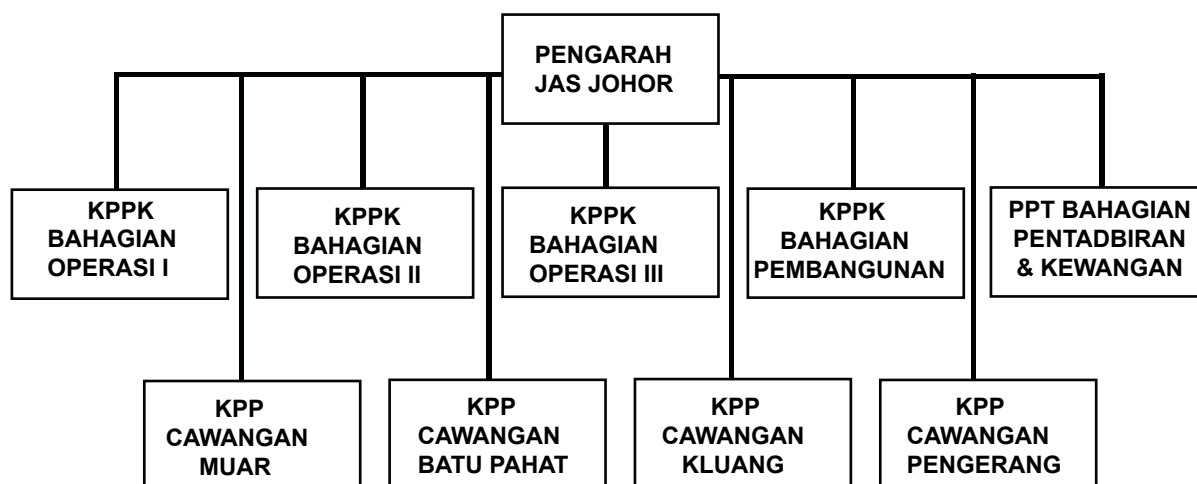 PENGARAH
JAS JOHOR
KPPK
BAHAGIAN
OPERASI I
KPPK
BAHAGIAN
OPERASI II
KPPK
BAHAGIAN
OPERASI III
KPPK
BAHAGIAN
PEMBANGUNAN
PPT BAHAGIAN
PENTADBIRAN
& KEWANGAN
KPP
CAWANGAN
MUAR
KPP
CAWANGAN
BATU PAHAT
KPP
CAWANGAN
KLUANG
KPP
CAWANGAN
PENGERANG